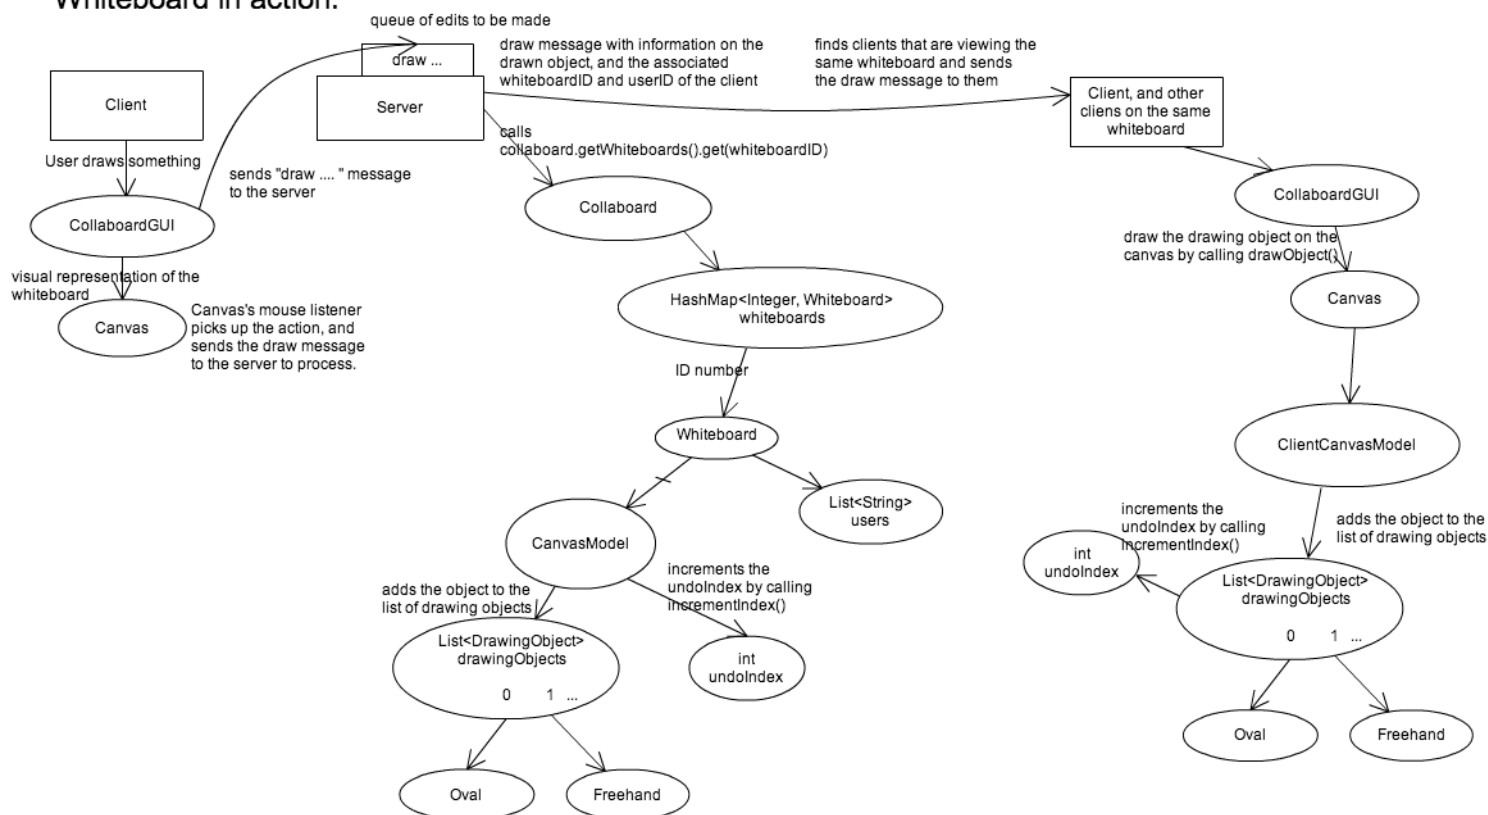 Whiteboard in action:
queue of edits to be made
draw ...
draw message with information on the
drawn object, and the associated
whiteboardID and userID of the client
finds clients that are viewing the
same whiteboard and sends
the draw message to them
Client
Server
Client, and other
cliens on the same
whiteboard
calls
collaboard.getWhiteboards().get(whiteboardID)
User draws something
sends "draw .... " message
to the server
CollaboardGUI
Collaboard
CollaboardGUI
draw the drawing object on the
canvas by calling drawObject()
visual representation of the
whiteboard
Canvas
Canvas's mouse listener
picks up the action, and
sends the draw message
to the server to process.
HashMap<Integer, Whiteboard>
whiteboards
Canvas
ID number
Whiteboard
ClientCanvasModel
List<String>
users
CanvasModel
increments the
undoIndex by calling
incrementIndex()
adds the object to the
list of drawing objects
int
undoIndex
adds the object to the
list of drawing objects
increments the
undoIndex by calling
incrementIndex()
List<DrawingObject>
drawingObjects
0 1 ...
List<DrawingObject>
drawingObjects
0 1 ...
int
undoIndex
Oval
Freehand
Oval
Freehand